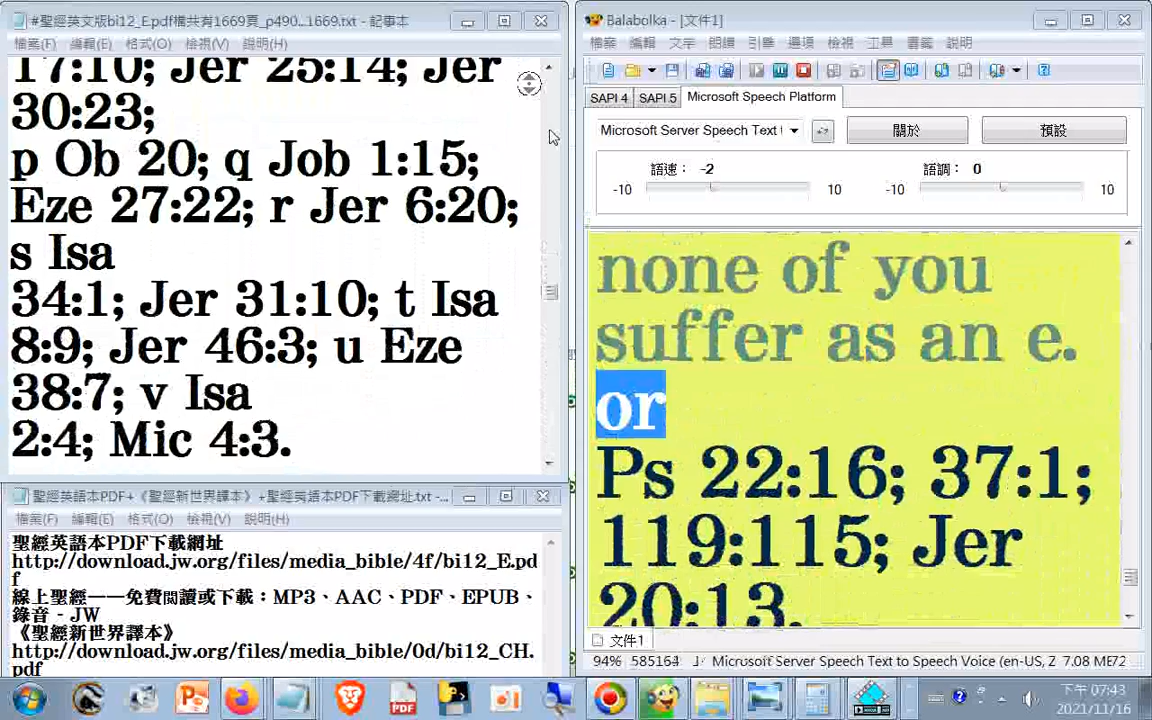 #聖經英文版bi12_E.pdf檔共有1669頁_p490...1669.txt - 記事本
檔案(F) 編輯(E) 格式(O) 檢視(V) 說明(H)
17:10; Jer 25:14; Jer
30:23;
p Ob 20; q Job 1:15;
Eze 27:22; r Jer 6:20;
s Isa
34:1; Jer 31:10; t Isa
8:9; Jer 46:3; u Eze
38:7; v Isa
2:4; Mic 4:3.
聖經英語本PDF+《聖經新世界譯本》+聖經英語本PDF下載網址.txt - ...
檔案(F) 編輯(E) 格式(O) 檢視(V) 說明(H)
聖經英語本PDF下載網址
http://download.jw.org/files/media_bible/4f/bi12_E.pd
f
線上聖經──免費閱讀或下載：MP3、AAC、PDF、EPUB、
錄音 - JW
《聖經新世界譯本》
http://download.jw.org/files/media_bible/0d/bi12_CH.
pdf
Balabolka - [文件1]
檔案 編輯 文字 朗讀 引擎 選項 檢視 工具 書籤 說明
SAPI 4 SAPI 5 Microsoft Speech Platform
Microsoft Server Speech Text 關於 預設
語速： -2 語調： 0
-10 10 -10 10
none of you
suffer as an e.
or
Ps 22:16; 37:1;
119:115; Jer
20:13.
文件1
94% 585164 Microsoft Server Speech Text to Speech Voice (en-US, Z 7.08 ME72
下午 07:43
2021/11/16